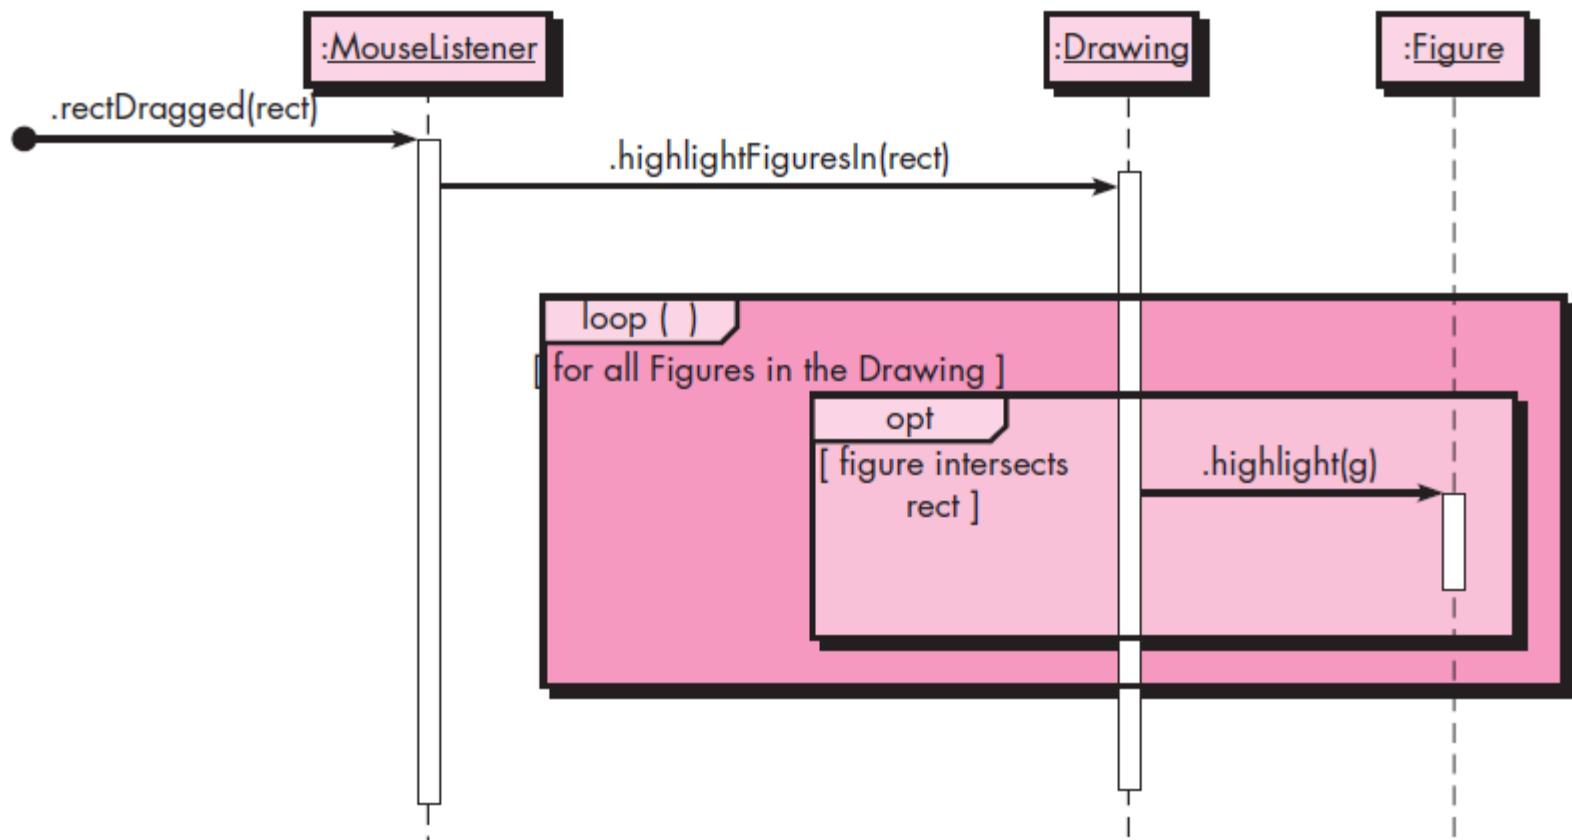 :MouseListener
:Drawing
:Figure
.rectDragged(rect)
.highlightFiguresIn(rect)
loop (  )
[ for all Figures in the Drawing ]
opt
[ figure intersects
rect ]
.highlight(g)